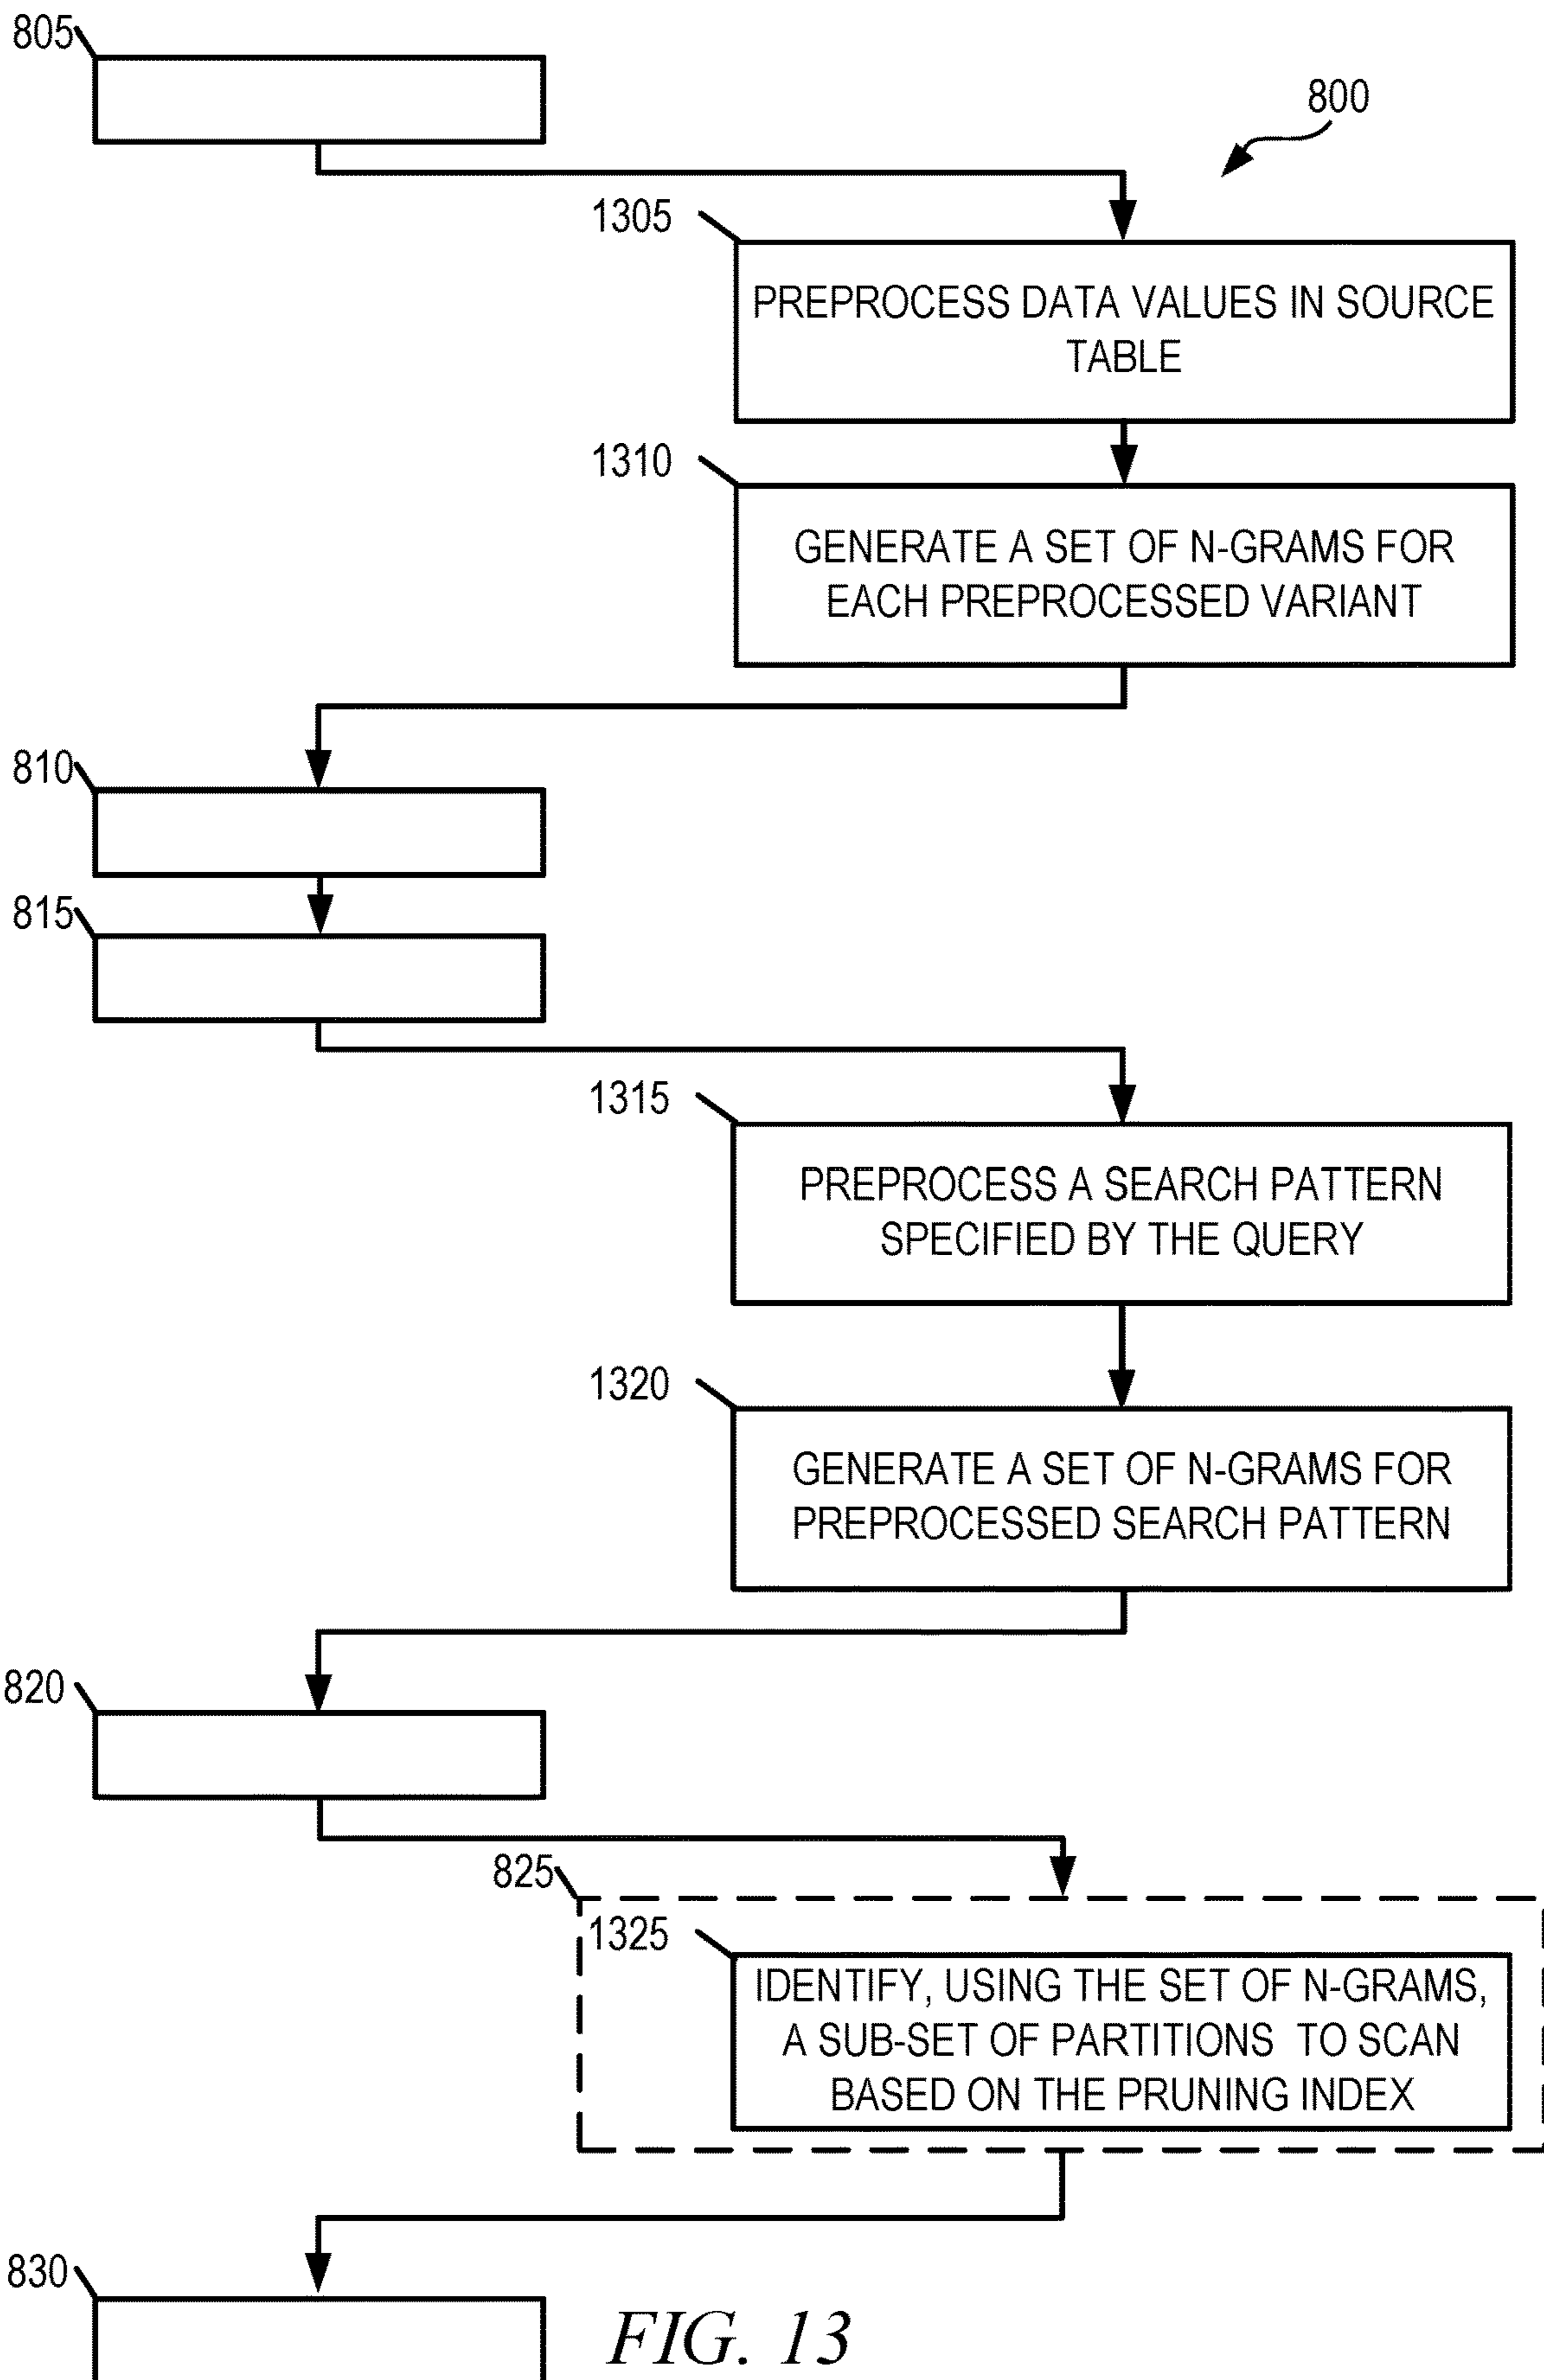 805
800
1305
PREPROCESS DATA VALUES IN SOURCE
TABLE
1310
GENERATE A SET OF N-GRAMS FOR
EACH PREPROCESSED VARIANT
810
815
1315
PREPROCESS A SEARCH PATTERN
SPECIFIED BY THE QUERY
1320
GENERATE A SET OF N-GRAMS FOR
PREPROCESSED SEARCH PATTERN
820
825
1325
IDENTIFY, USING THE SET OF N-GRAMS,
A SUB-SET OF PARTITIONS TO SCAN
BASED ON THE PRUNING INDEX
830
FIG. 13